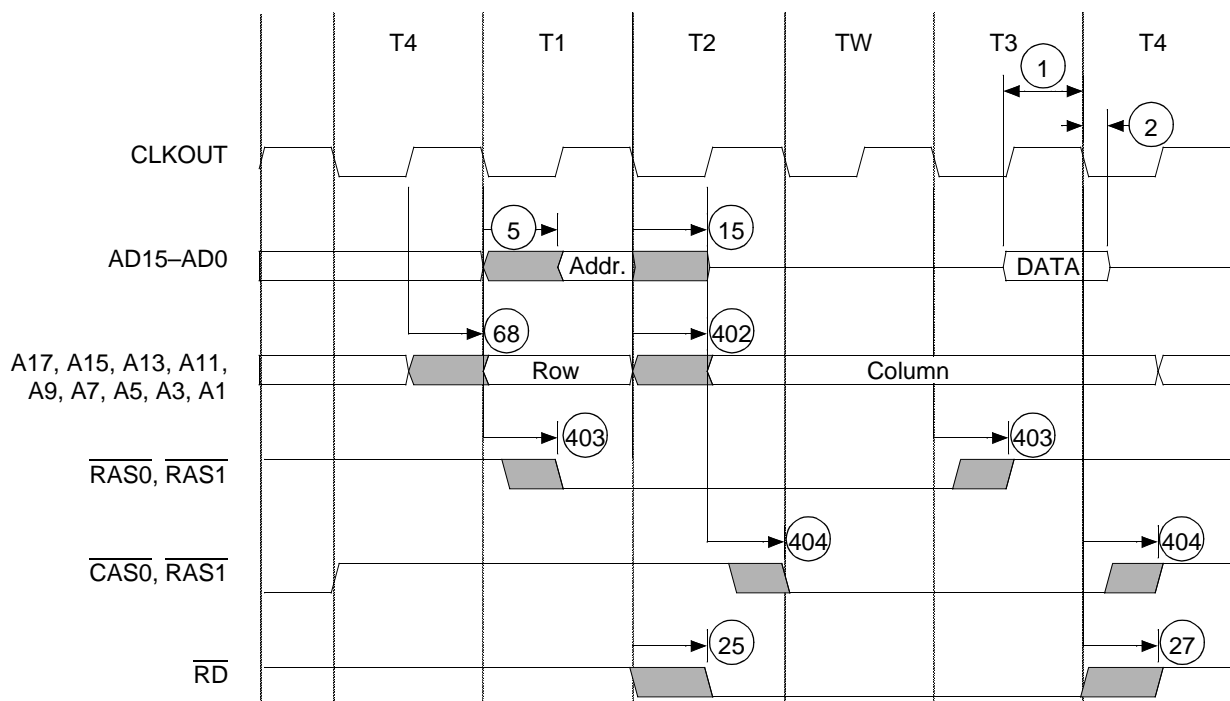 T4 T1 T2 TW T3 T4
1
2
CLKOUT
5 15
AD15–AD0 Addr. DATA
68 402
A17, A15, A13, A11,
A9, A7, A5, A3, A1
Row Column
403 403
RAS0, RAS1
404 404
CAS0, RAS1
25 27
RD